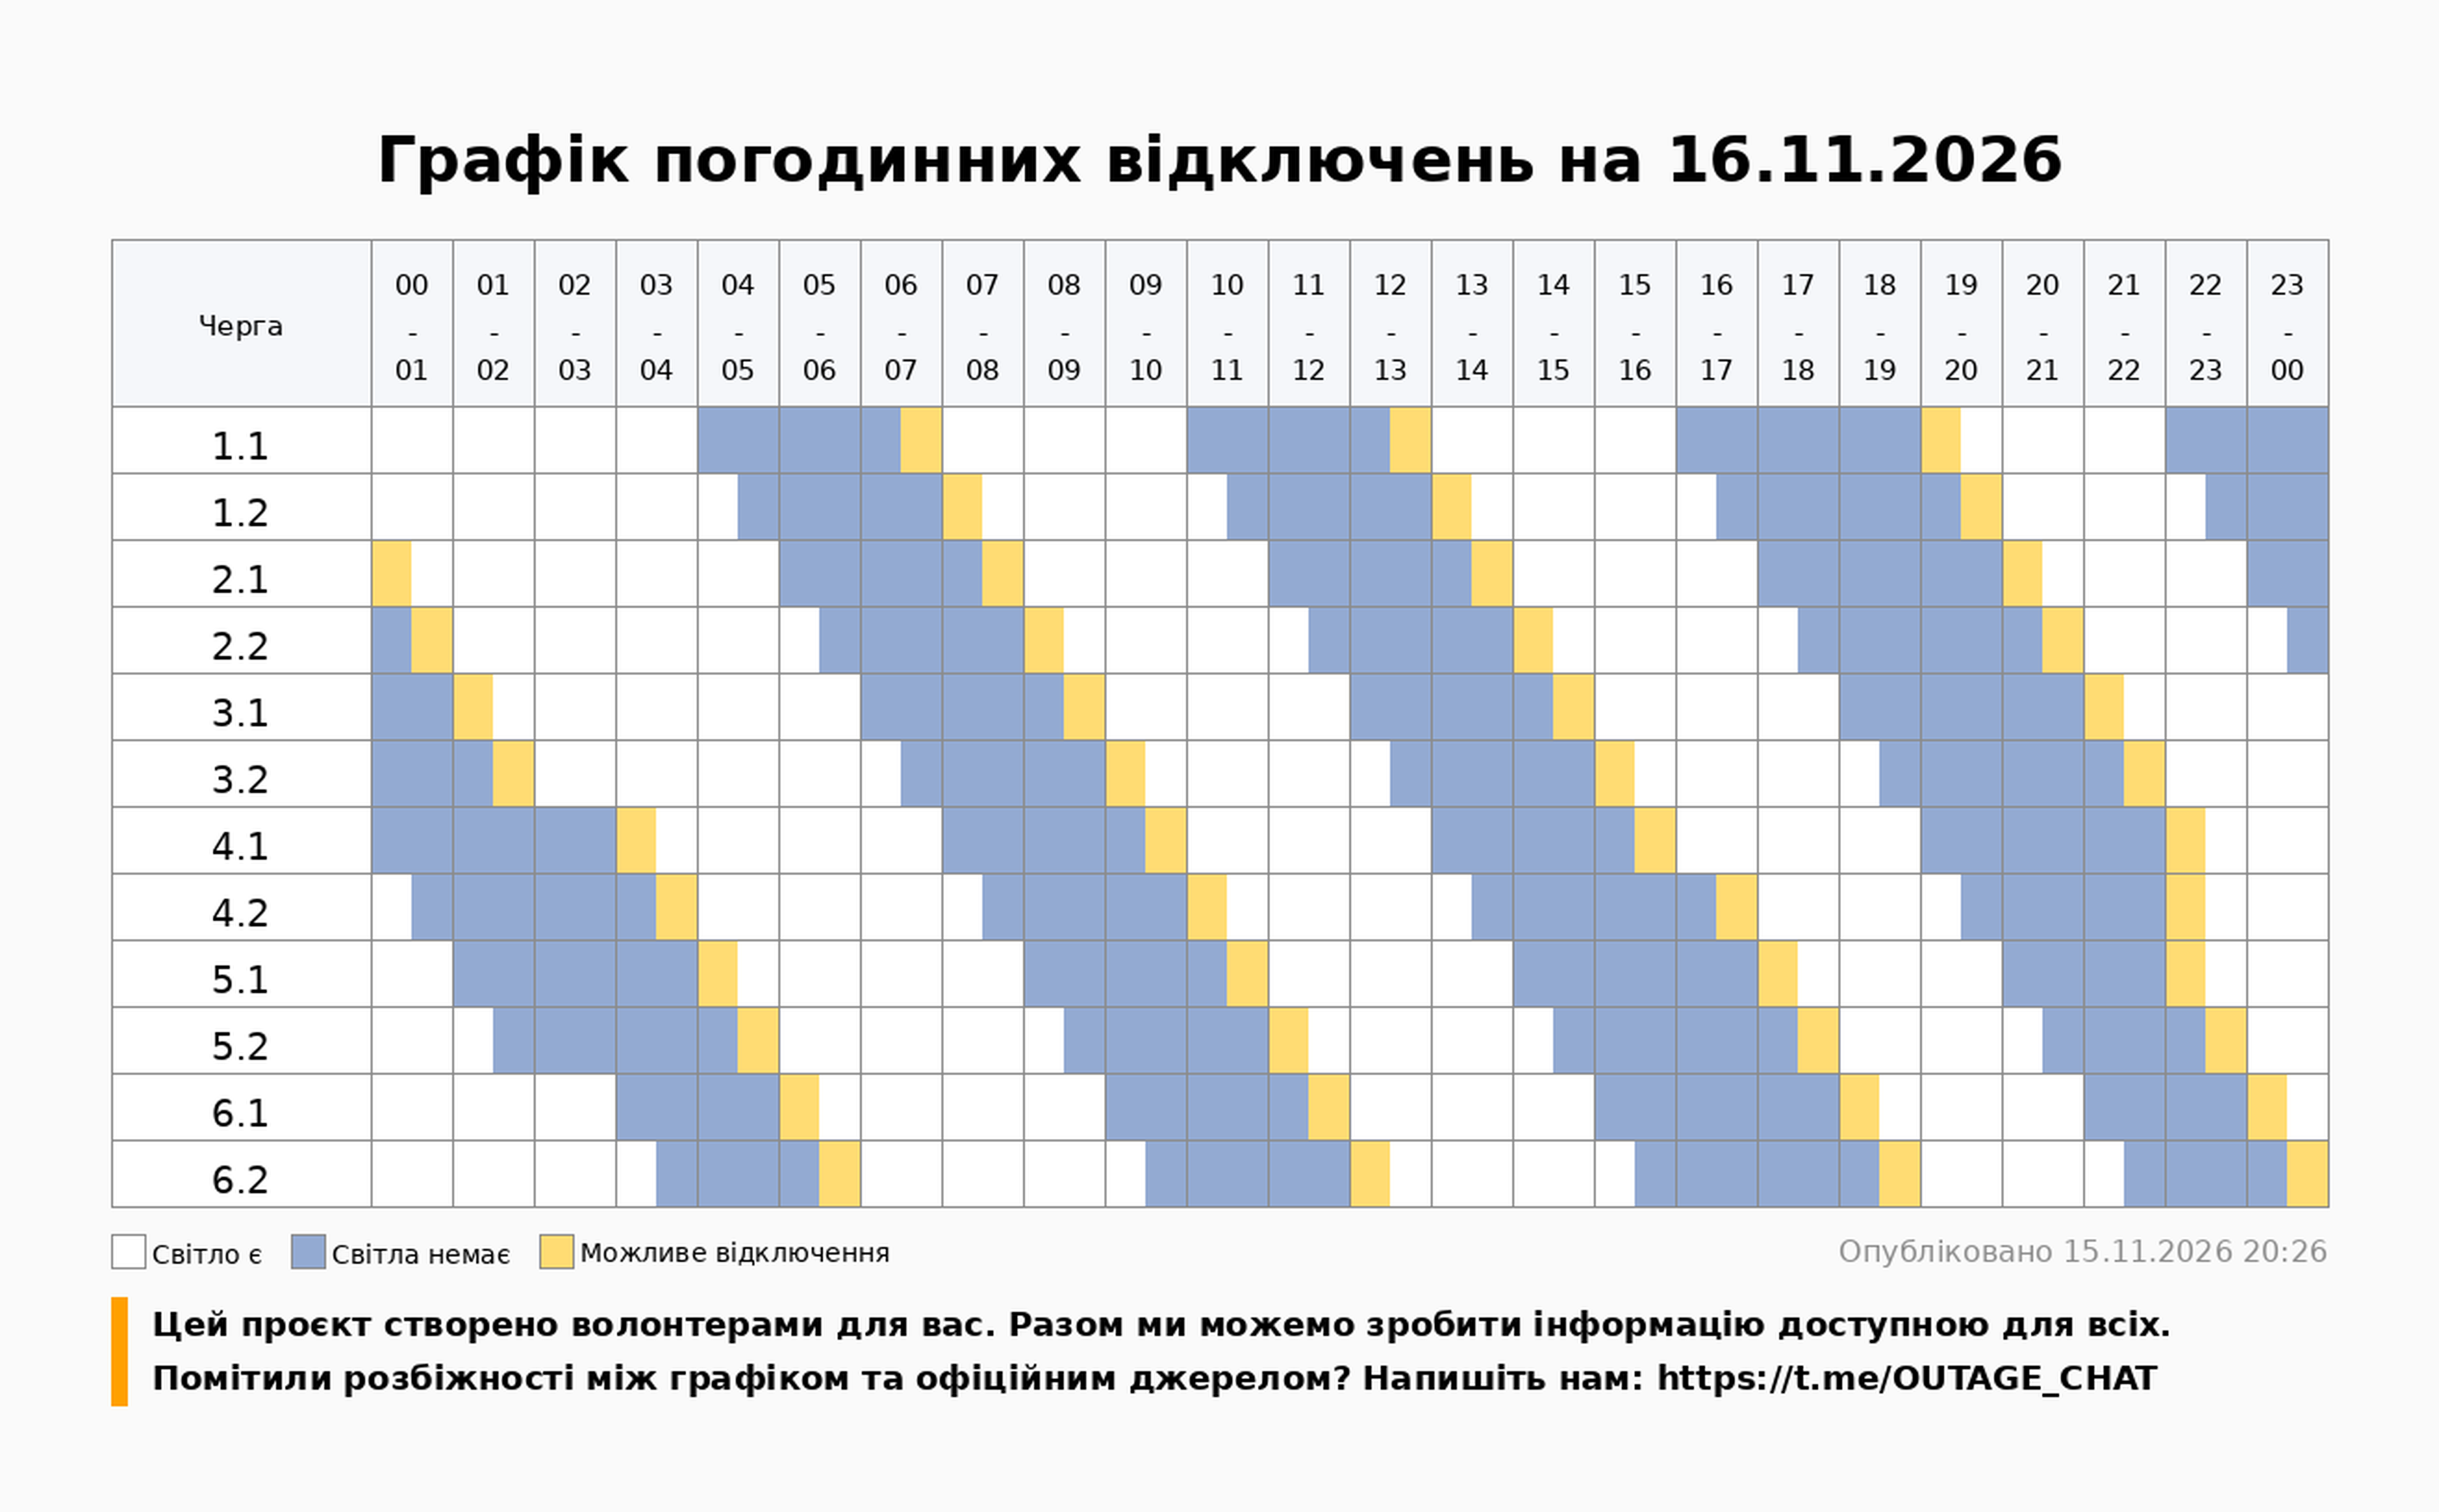 Графік погодинних відключень на 16.11.2026
Черга 00 - 01 01 - 02 02 - 03 03 - 04 04 - 05 05 - 06 06 - 07 07 - 08 08 - 09 09 - 10 10 - 11 11 - 12 12 - 13 13 - 14 14 - 15 15 - 16 16 - 17 17 - 18 18 - 19 19 - 20 20 - 21 21 - 22 22 - 23 23 - 00
1.1
1.2
2.1
2.2
3.1
3.2
4.1
4.2
5.1
5.2
6.1
6.2
Світло є Світла немає Можливе відключення Опубліковано 15.11.2026 20:26
Цей проєкт створено волонтерами для вас. Разом ми можемо зробити інформацію доступною для всіх.
Помітили розбіжності між графіком та офіційним джерелом? Напишіть нам: https://t.me/OUTAGE_CHAT